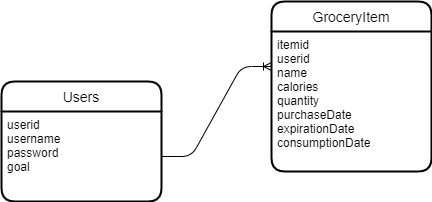 GroceryItem
itemid
userid
name
calories
quantity
purchaseDate
expirationDate
consumptionDate
Users
userid
username
password
goal